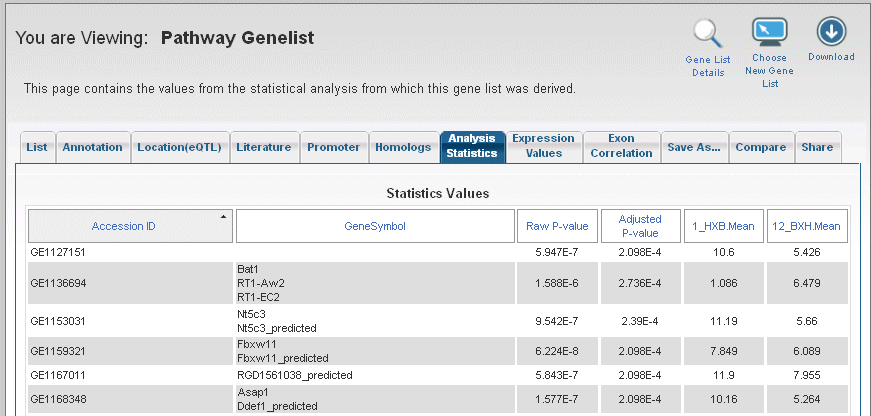 You are Viewing: Pathway Genelist
Gene List
Details
Choose
New Gene
List
Download
This page contains the values from the statistical analysis from which this gene list was derived.
List Annotation Location(eQTL) Literature Promoter Homologs Analysis Statistics Expression Values Exon Correlation Save As... Compare Share
Statistics Values
Accession ID GeneSymbol Raw P-value Adjusted P-value 1_HXB.Mean 12_BXH.Mean
GE1127151 5.947E-7 2.098E-4 10.6 5.426
Bat1
GE1136694 RT1-Aw2 1.588E-6 2.736E-4 1.086 6.479
RT1-EC2
Nt5c3
GE1153031 9.542E-7 2.39E-4 11.19 5.66
Nt5c3_predicted
Fbxw11
GE1159321 6.224E-8 2.098E-4 7.849 6.089
Fbxw11_predicted
GE1167011 RGD1561038_predicted 5.843E-7 2.098E-4 11.9 7.955
Asap1
GE1168348 1.577E-7 2.098E-4 10.16 5.264
Ddef1_predicted